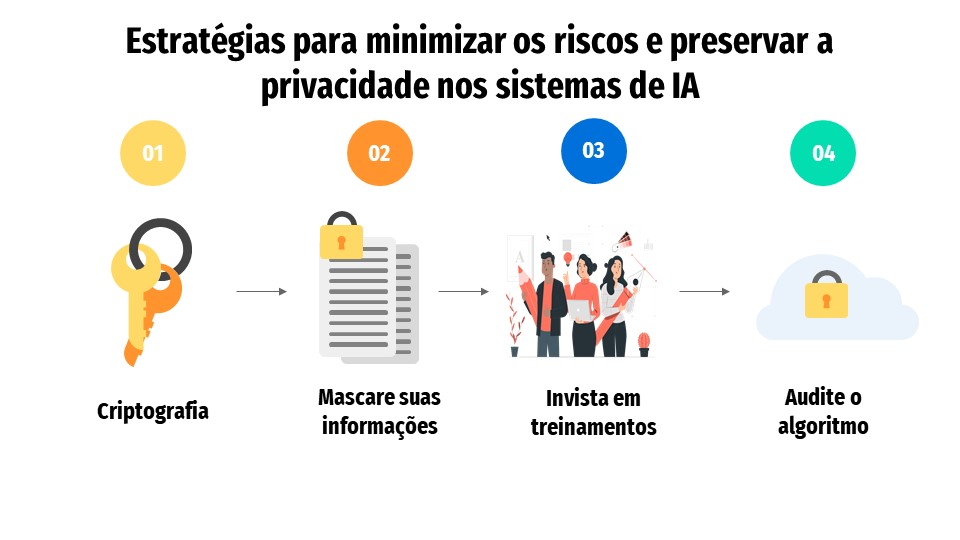 Estratégias para minimizar os riscos e preservar a
privacidade nos sistemas de IA
01
02
03
04
Criptografia
Mascare suas
informações
Invista em
treinamentos
Audite o
algoritmo